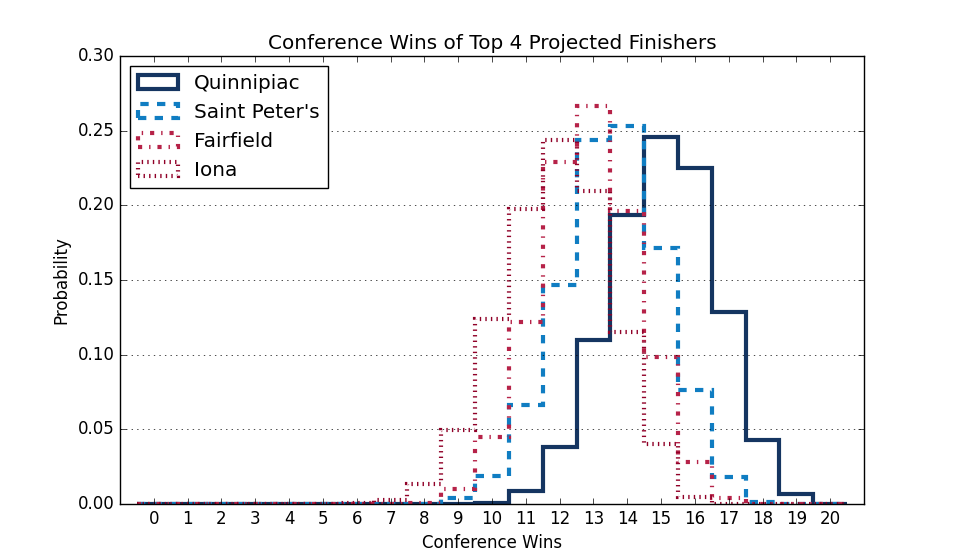 Conference Wins of Top 4 Projected Finishers
0.30
0.25
0.20
0.15
0.10
0.05
0.00
Probability
Quinnipiac
Saint Peter's
Fairfield
Iona
0 1 2 3 4 5 6 7 8 9 10 11 12 13 14 15 16 17 18 19 20
Conference Wins